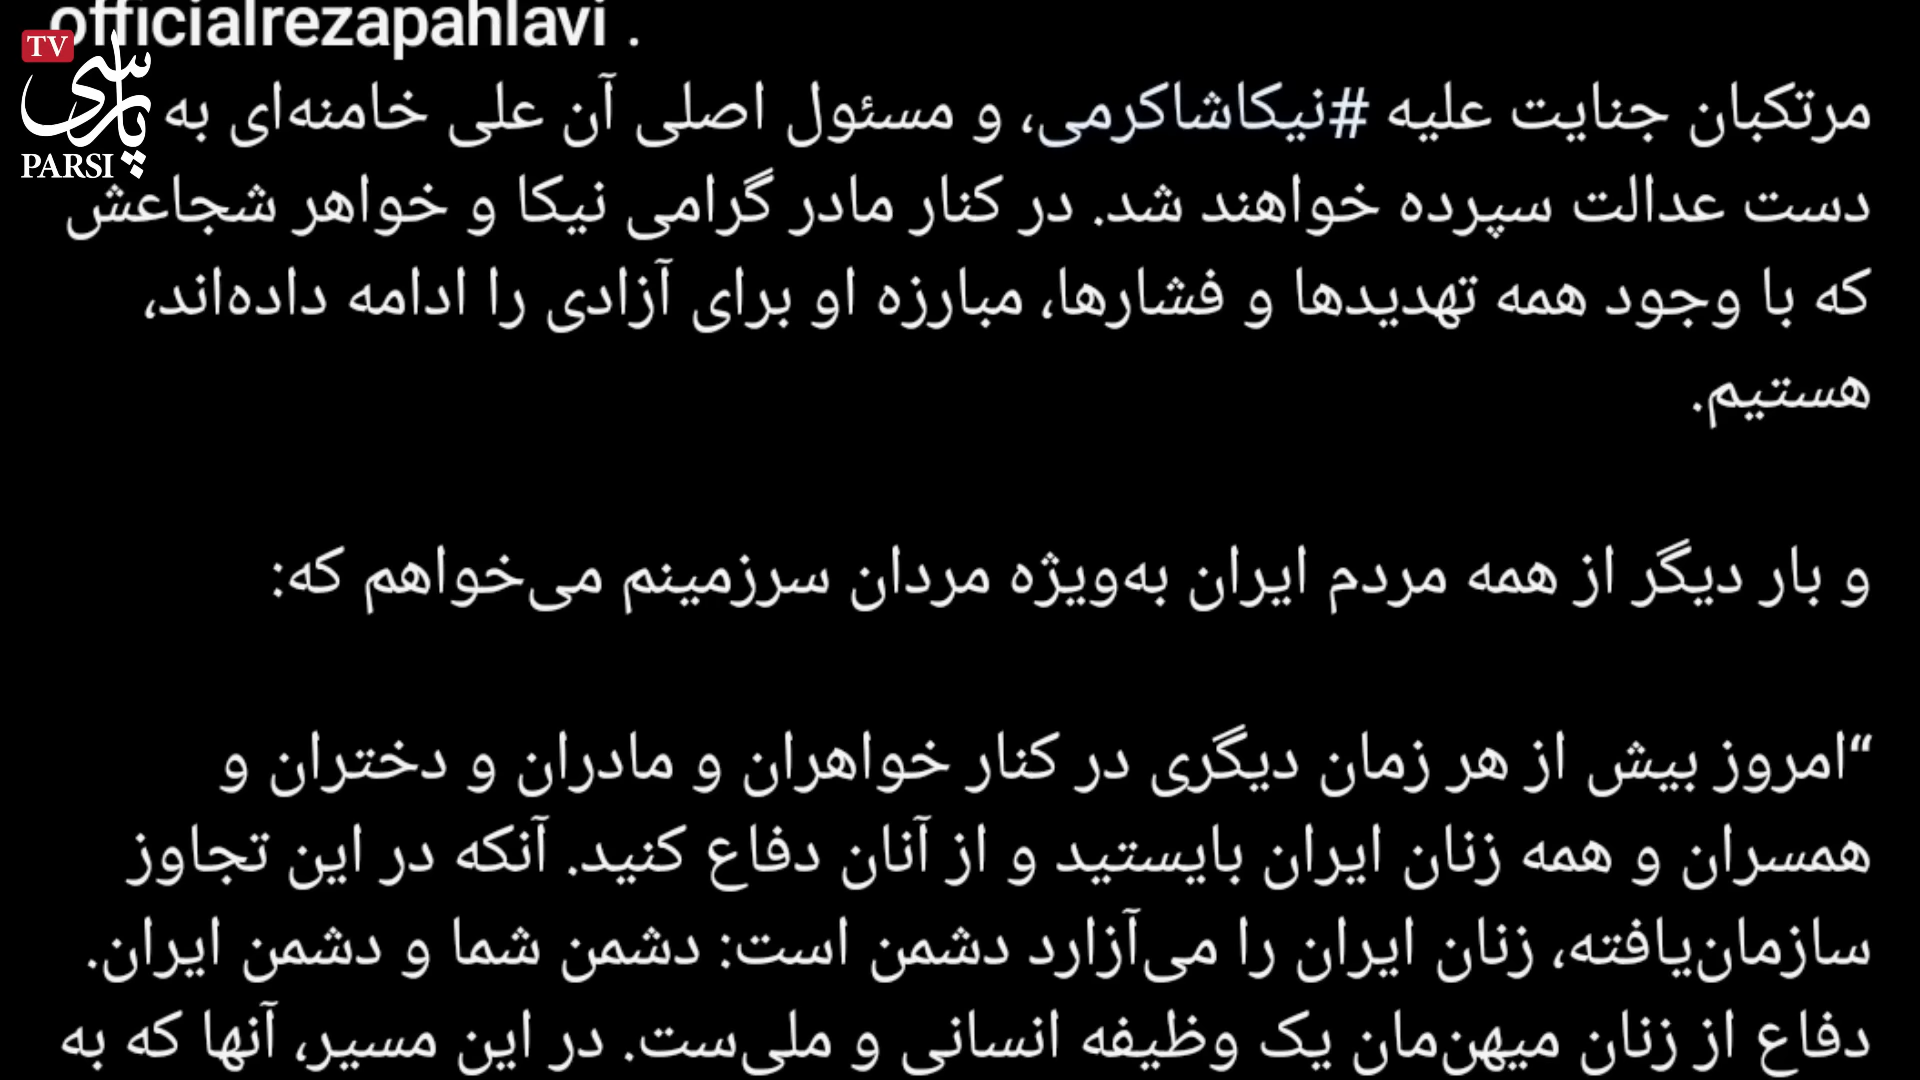 officialrezapahlavi .
TV
پارسی
PARSI
مرتکبان جنایت علیه #نیکاشاکرمی، و مسئول اصلی آن علی خامنه‌ای به
دست عدالت سپرده خواهند شد. در کنار مادر گرامی نیکا و خواهر شجاعش
که با وجود همه تهدیدها و فشارها، مبارزه او برای آزادی را ادامه داده‌اند،
هستیم.
و بار دیگر از همه مردم ایران به‌ویژه مردان سرزمینم می‌خواهم که:
“امروز بیش از هر زمان دیگری در کنار خواهران و مادران و دختران و
همسران و همه زنان ایران بایستید و از آنان دفاع کنید. آنکه در این تجاوز
سازمان‌یافته، زنان ایران را می‌آزارد دشمن است: دشمن شما و دشمن ایران.
دفاع از زنان میهن‌مان یک وظیفه انسانی و ملی‌ست. در این مسیر، آنها که به